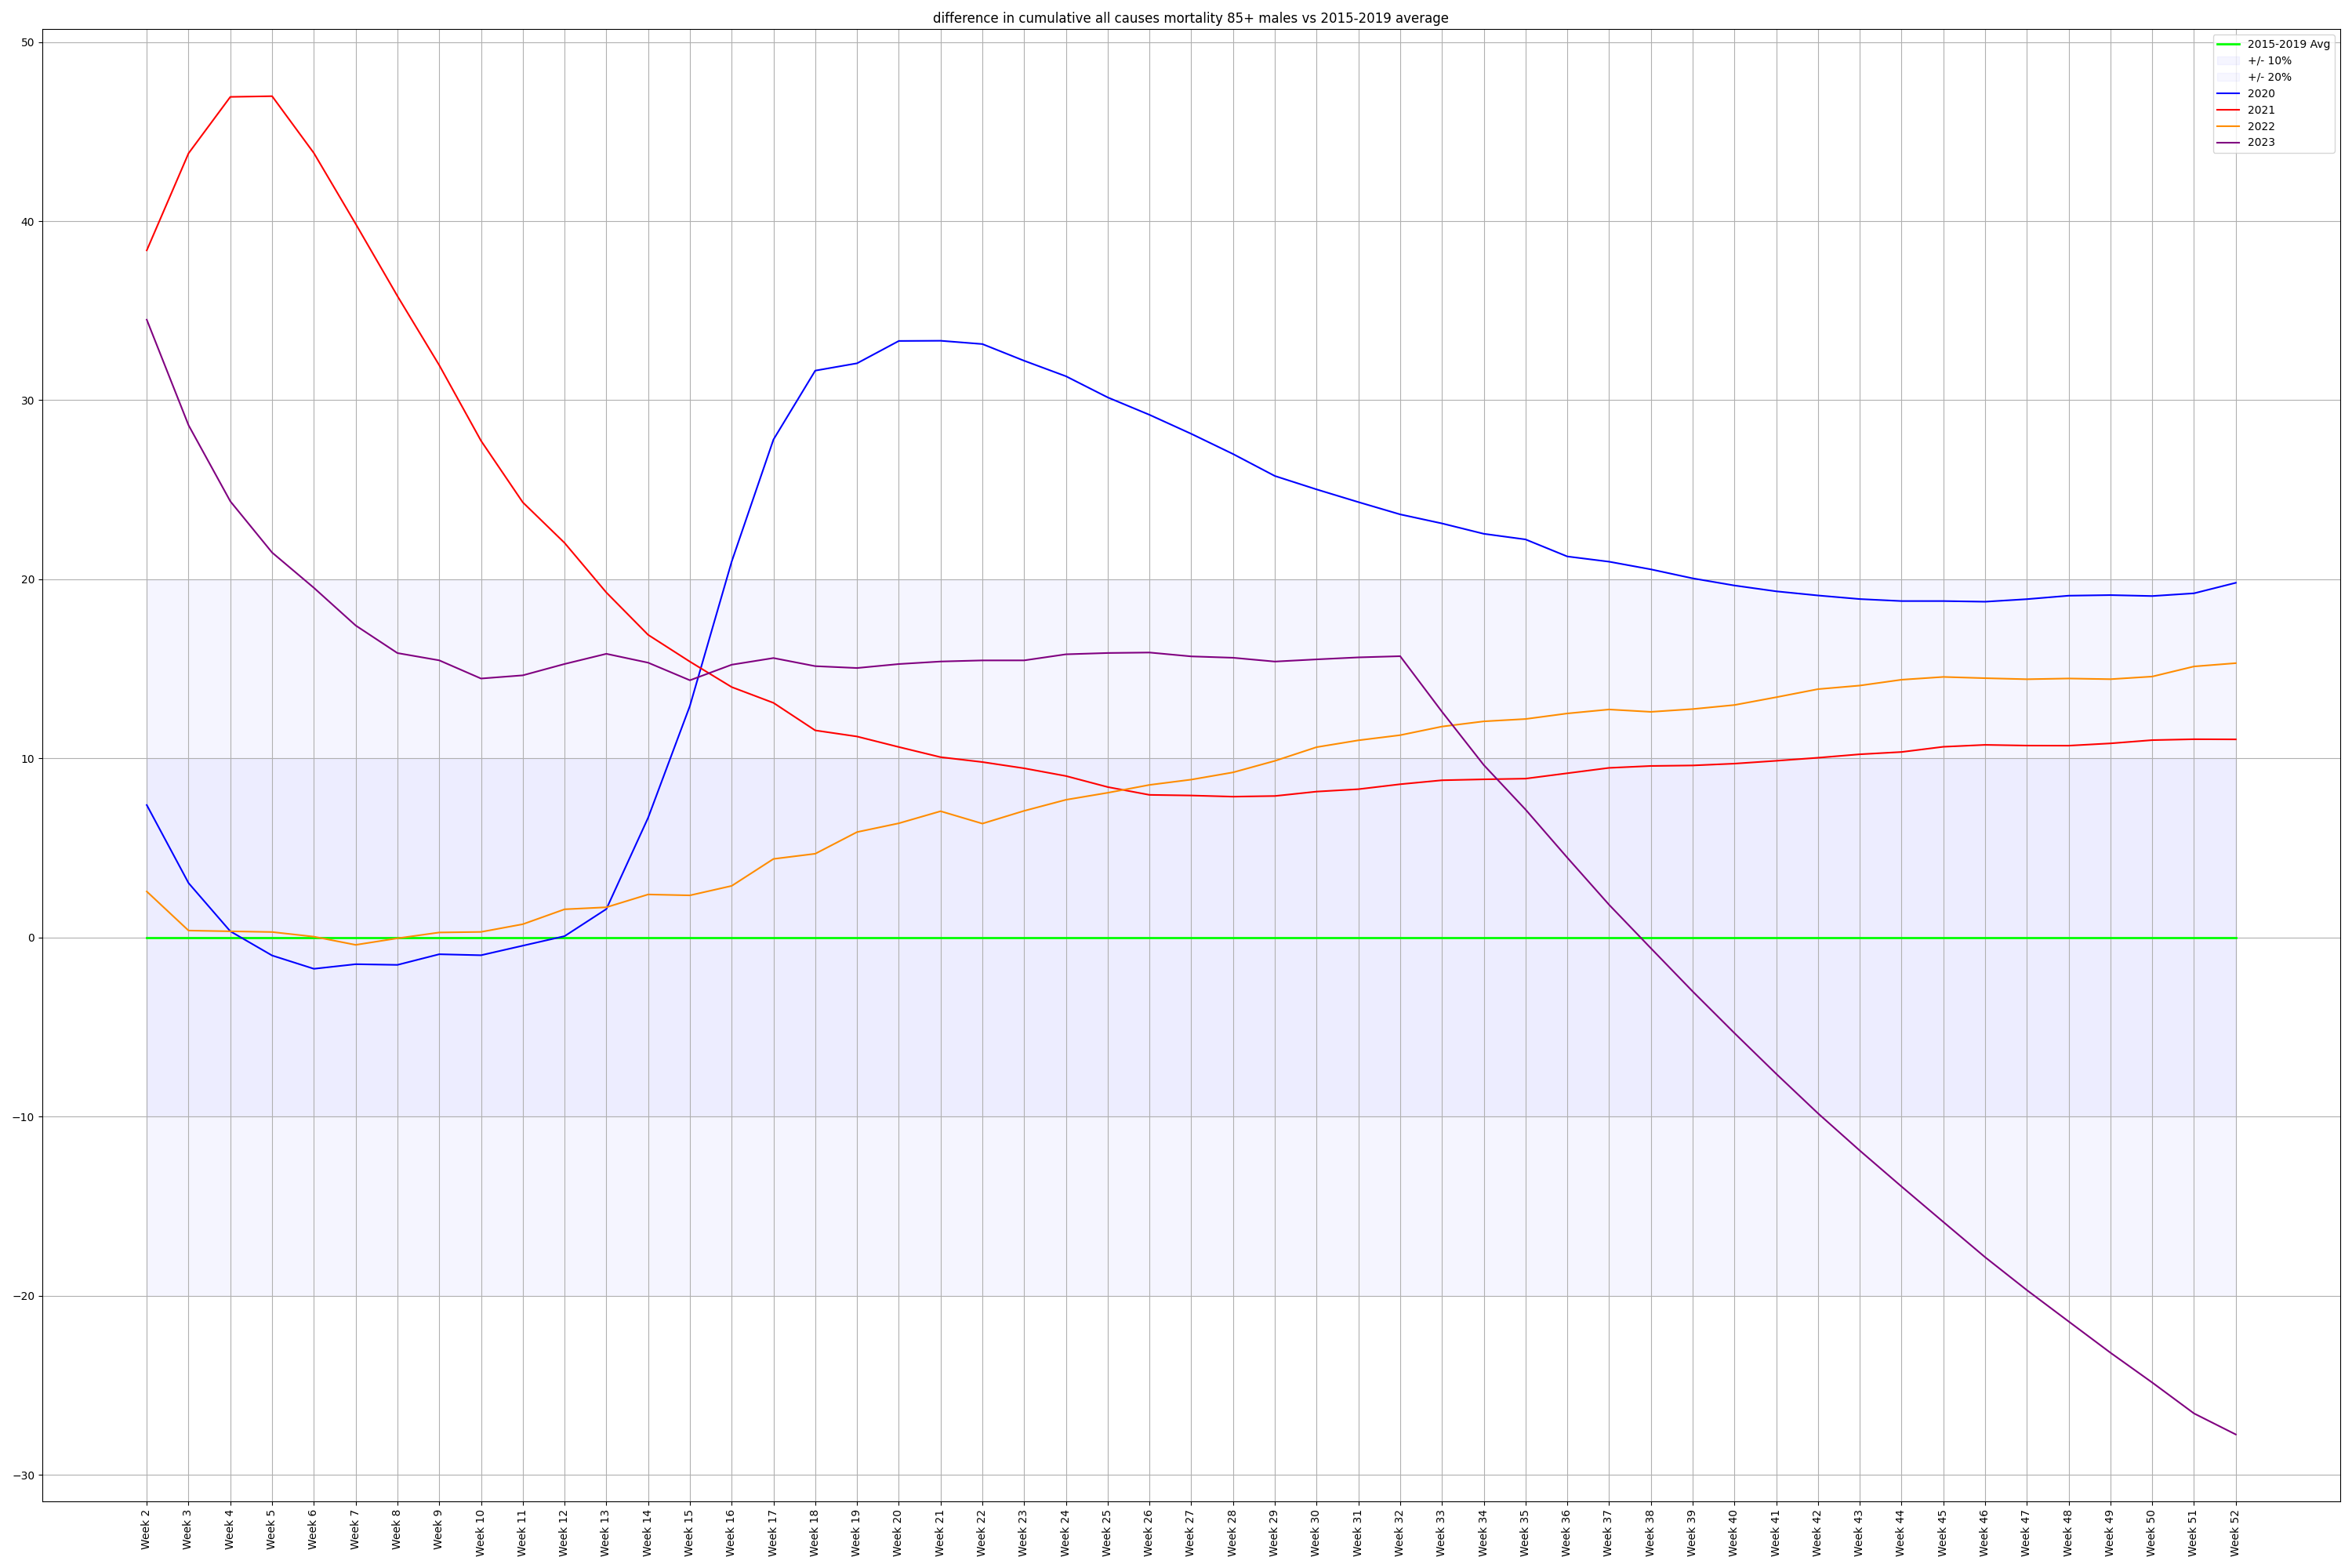 difference in cumulative all causes mortality 85+ males vs 2015-2019 average
50
40
30
20
10
0
−10
−20
−30
2015-2019 Avg
+/- 10%
+/- 20%
2020
2021
2022
2023
Week 2
Week 3
Week 4
Week 5
Week 6
Week 7
Week 8
Week 9
Week 10
Week 11
Week 12
Week 13
Week 14
Week 15
Week 16
Week 17
Week 18
Week 19
Week 20
Week 21
Week 22
Week 23
Week 24
Week 25
Week 26
Week 27
Week 28
Week 29
Week 30
Week 31
Week 32
Week 33
Week 34
Week 35
Week 36
Week 37
Week 38
Week 39
Week 40
Week 41
Week 42
Week 43
Week 44
Week 45
Week 46
Week 47
Week 48
Week 49
Week 50
Week 51
Week 52